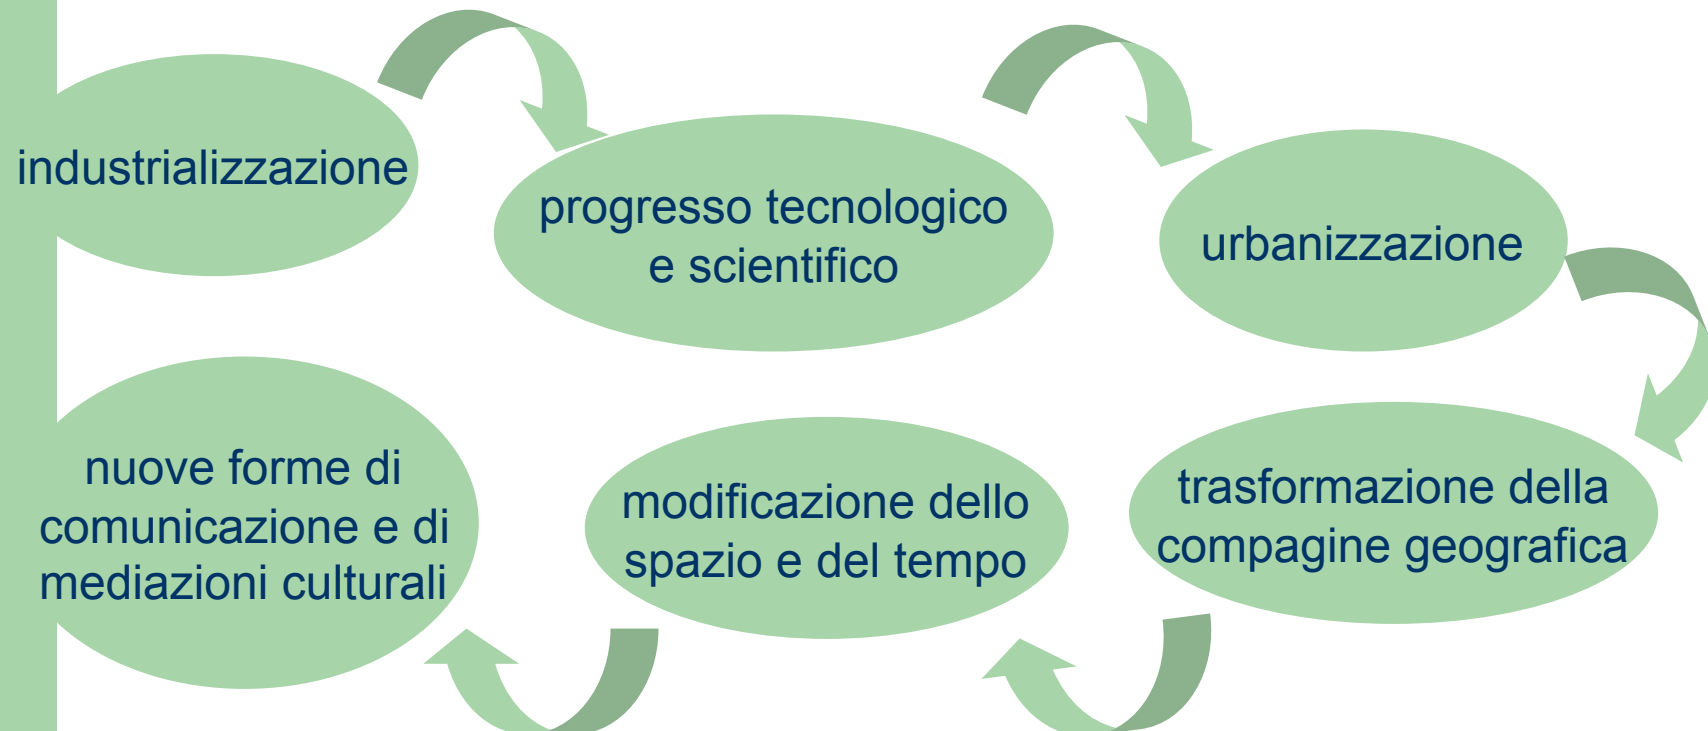 industrializzazione
progresso tecnologico
e scientifico
urbanizzazione
trasformazione della
compagine geografica
modificazione dello
spazio e del tempo
nuove forme di
comunicazione e di
mediazioni culturali